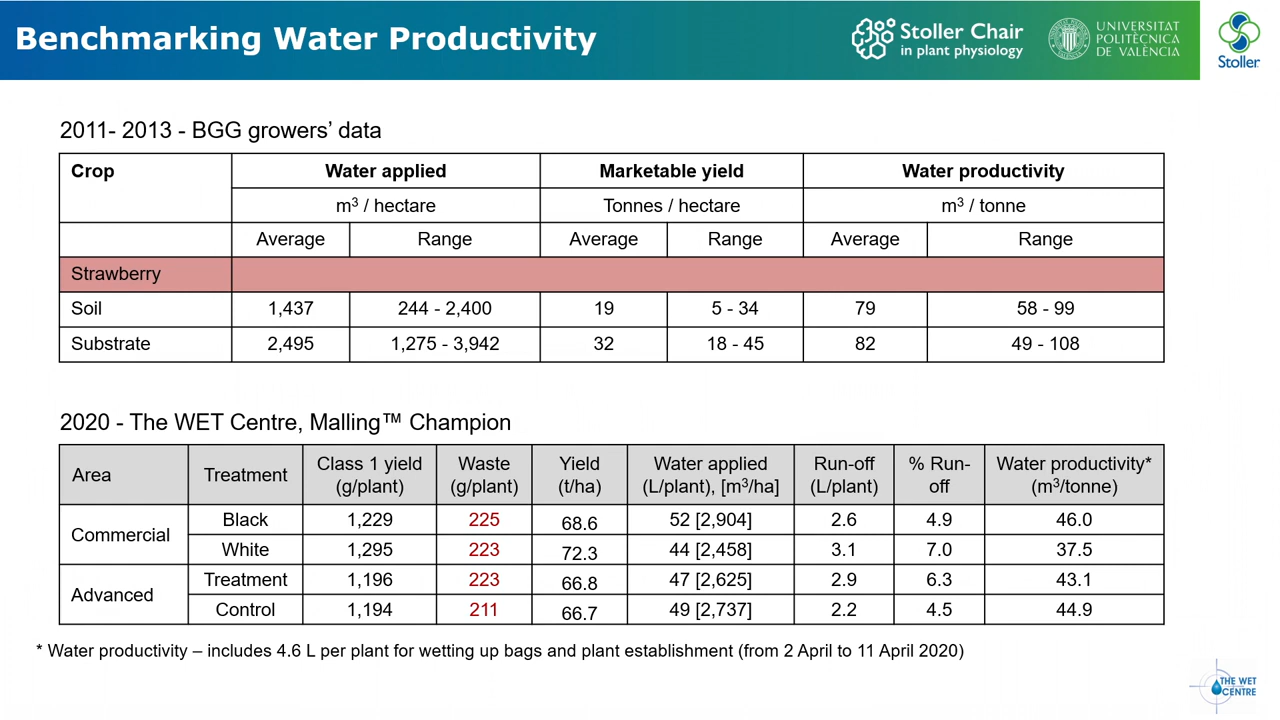 Benchmarking Water Productivity
Stoller Chair
in plant physiology
UNIVERSITAT
POLITÈCNICA
DE VALÈNCIA
Stoller
2011- 2013 - BGG growers’ data
Crop Water applied Marketable yield Water productivity
m³ / hectare Tonnes / hectare m³ / tonne
Average Range Average Range Average Range
Strawberry
Soil 1,437 244 - 2,400 19 5 - 34 79 58 - 99
Substrate 2,495 1,275 - 3,942 32 18 - 45 82 49 - 108
2020 - The WET Centre, Malling™ Champion
Area Treatment Class 1 yield (g/plant) Waste (g/plant) Yield (t/ha) Water applied (L/plant), [m³/ha] Run-off (L/plant) % Run-off Water productivity* (m³/tonne)
Commercial Black 1,229 225 68.6 52 [2,904] 2.6 4.9 46.0
White 1,295 223 72.3 44 [2,458] 3.1 7.0 37.5
Advanced Treatment 1,196 223 66.8 47 [2,625] 2.9 6.3 43.1
Control 1,194 211 66.7 49 [2,737] 2.2 4.5 44.9
* Water productivity – includes 4.6 L per plant for wetting up bags and plant establishment (from 2 April to 11 April 2020)
THE WET
CENTRE